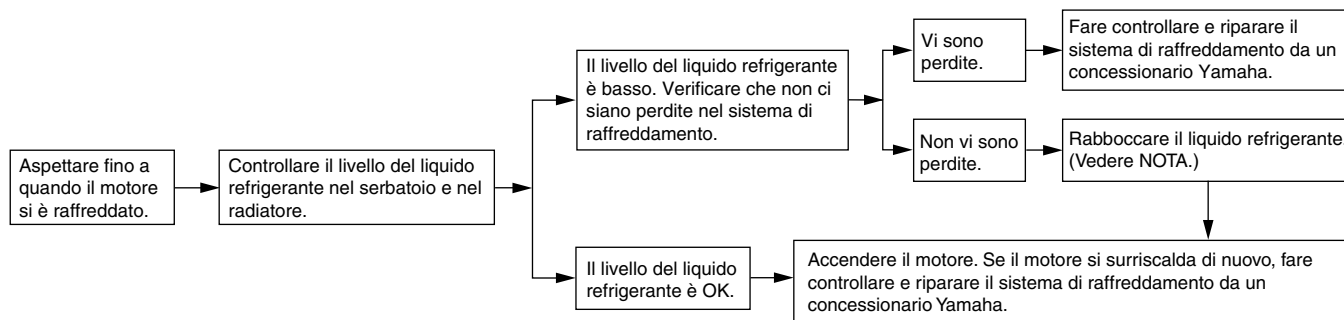 Aspettare fino a
quando il motore
si è raffreddato.
Controllare il livello del liquido
refrigerante nel serbatoio e nel
radiatore.
Il livello del liquido refrigerante
è basso. Verificare che non ci
siano perdite nel sistema di
raffreddamento.
Vi sono
perdite.
Fare controllare e riparare il
sistema di raffreddamento da un
concessionario Yamaha.
Non vi sono
perdite.
Rabboccare il liquido refrigerante.
(Vedere NOTA.)
Il livello del liquido
refrigerante è OK.
Accendere il motore. Se il motore si surriscalda di nuovo, fare
controllare e riparare il sistema di raffreddamento da un
concessionario Yamaha.